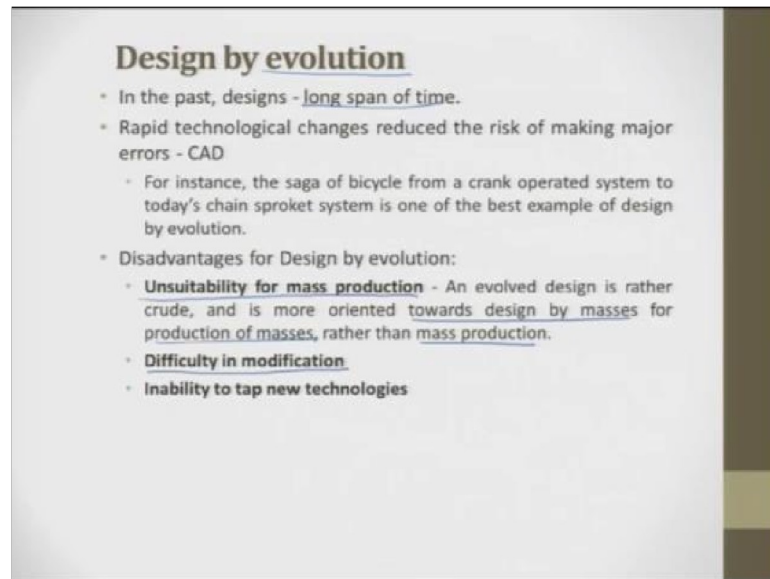 Design by evolution
• In the past, designs - long span of time.
• Rapid technological changes reduced the risk of making major
errors - CAD
• For instance, the saga of bicycle from a crank operated system to
today's chain sproket system is one of the best example of design
by evolution.
• Disadvantages for Design by evolution:
• Unsuitability for mass production - An evolved design is rather
crude, and is more oriented towards design by masses for
production of masses, rather than mass production.
• Difficulty in modification
• Inability to tap new technologies